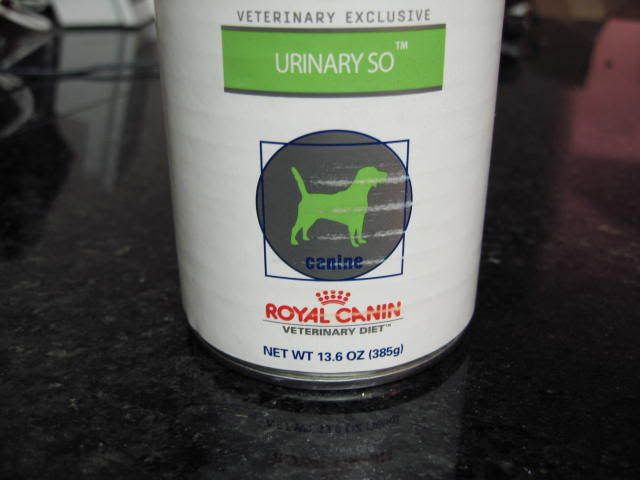 VETERINARY EXCLUSIVE
URINARY SO™
canine
ROYAL CANIN
VETERINARY DIET™
NET WT 13.6 OZ (385g)